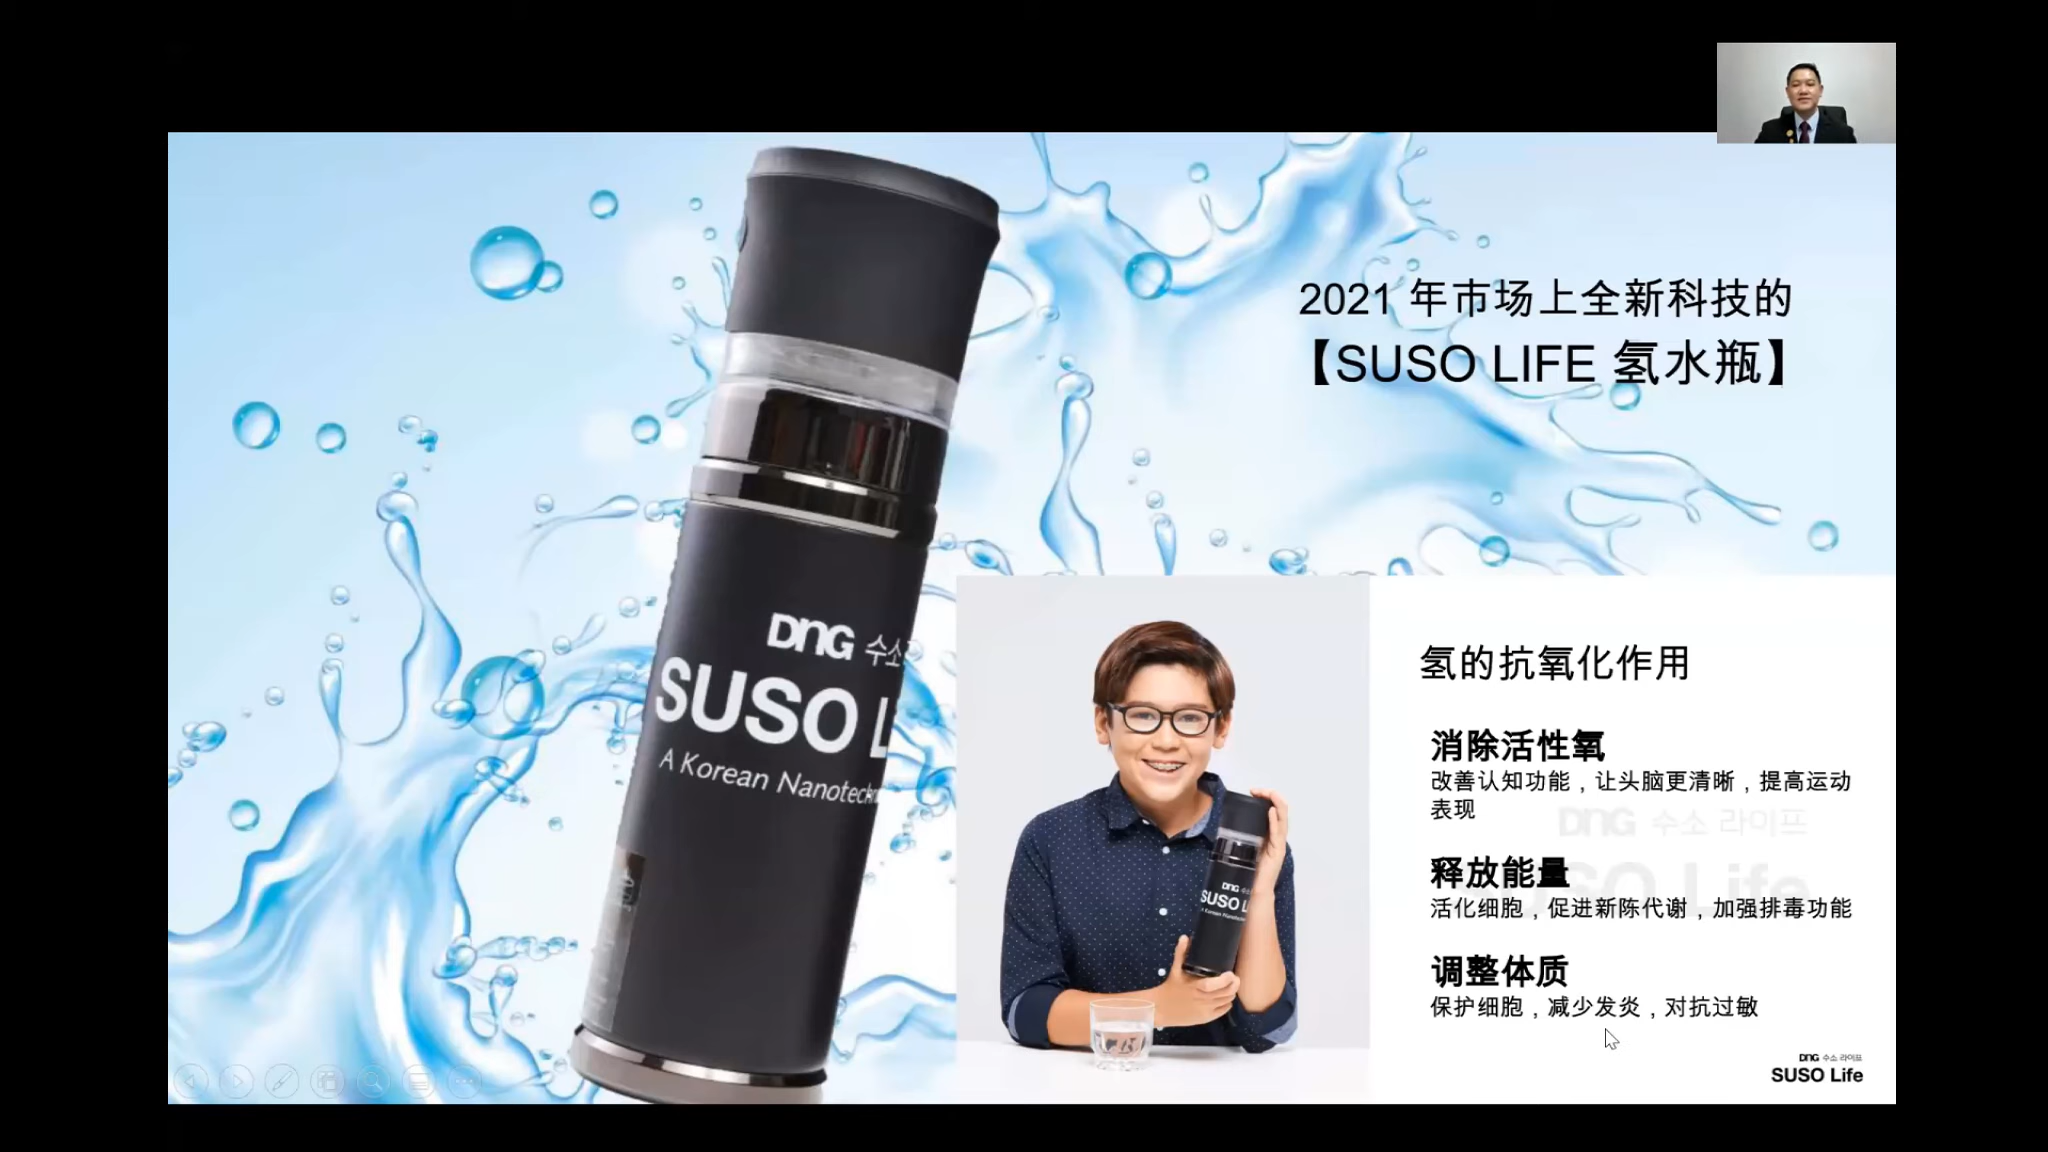 2021 年市场上全新科技的
【SUSO LIFE 氢水瓶】
DNG 수소
SUSO L
A Korean Nanotech
DNG
SUSO L
氢的抗氧化作用
消除活性氧
改善认知功能，让头脑更清晰，提高运动
表现
DNG 수소 라이프
SUSO Life
释放能量
活化细胞，促进新陈代谢，加强排毒功能
调整体质
保护细胞，减少发炎，对抗过敏
DNG 수소 라이프
SUSO Life